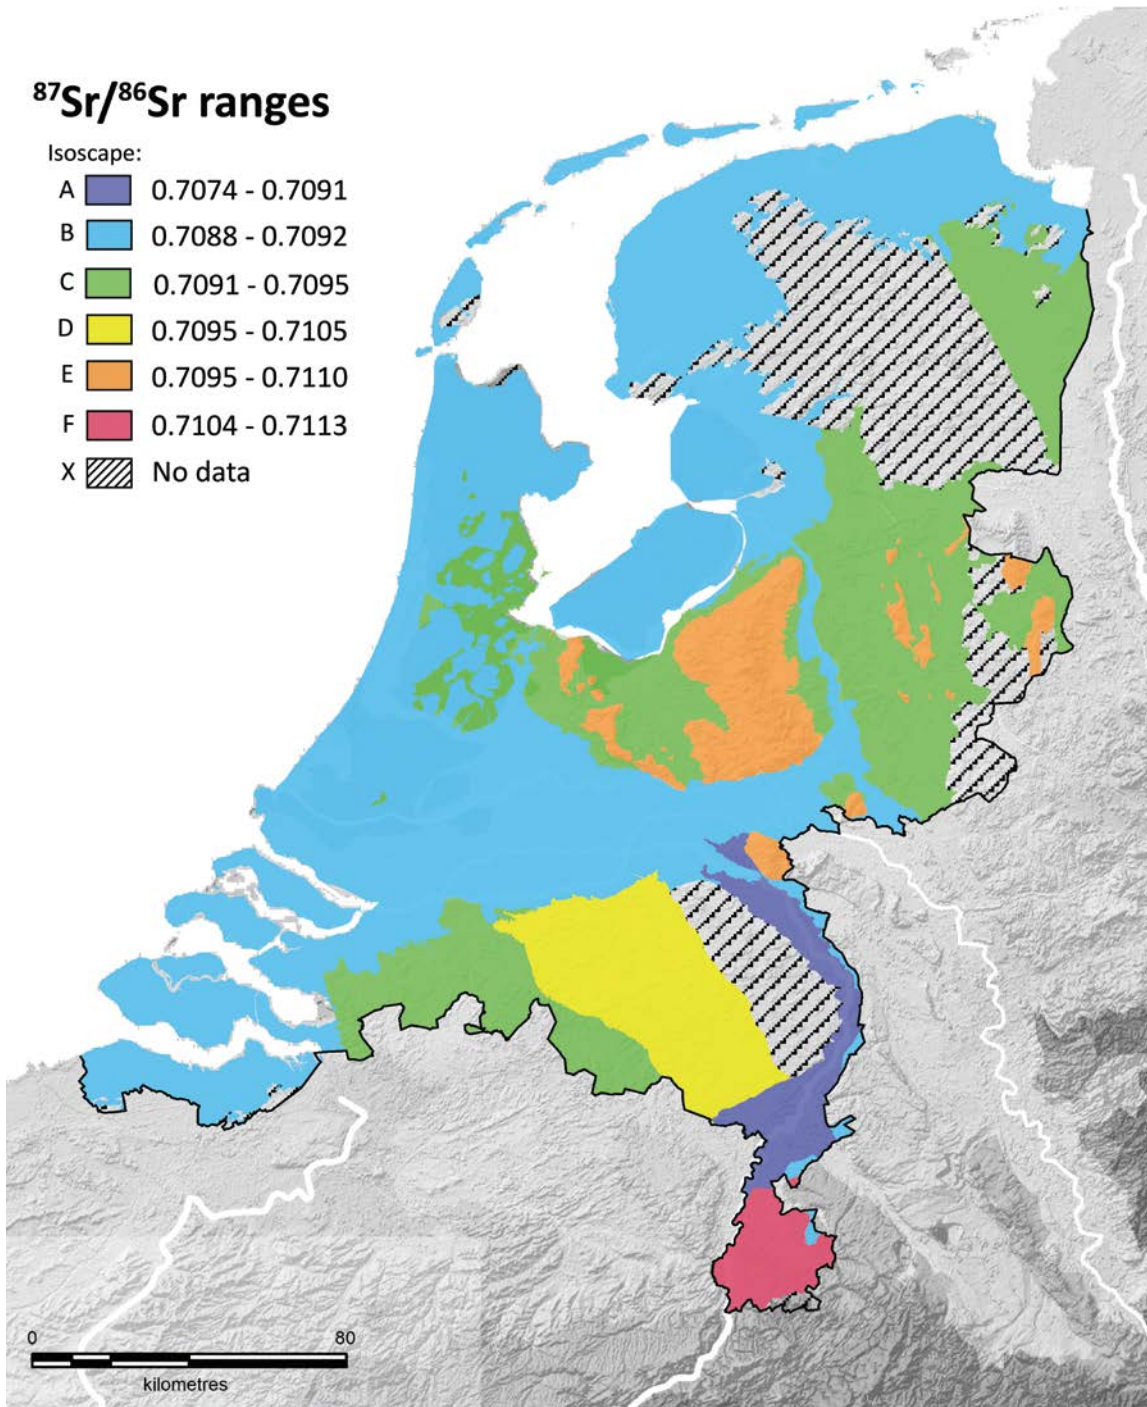 ⁸⁷Sr/⁸⁶Sr ranges
Isoscape:
A 0.7074 - 0.7091
B 0.7088 - 0.7092
C 0.7091 - 0.7095
D 0.7095 - 0.7105
E 0.7095 - 0.7110
F 0.7104 - 0.7113
X No data
0 80
kilometres